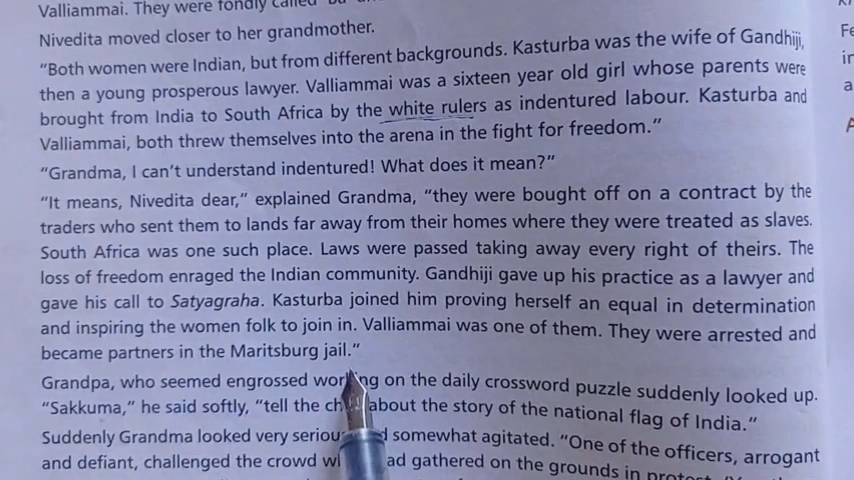 Valliammai. They were fondly called
Nivedita moved closer to her grandmother.
“Both women were Indian, but from different backgrounds. Kasturba was the wife of Gandhiji,
then a young prosperous lawyer. Valliammai was a sixteen year old girl whose parents were
brought from India to South Africa by the white rulers as indentured labour. Kasturba and
Valliammai, both threw themselves into the arena in the fight for freedom.”
“Grandma, I can’t understand indentured! What does it mean?”
“It means, Nivedita dear,” explained Grandma, “they were bought off on a contract by the
traders who sent them to lands far away from their homes where they were treated as slaves.
South Africa was one such place. Laws were passed taking away every right of theirs. The
loss of freedom enraged the Indian community. Gandhiji gave up his practice as a lawyer and
gave his call to Satyagraha. Kasturba joined him proving herself an equal in determination
and inspiring the women folk to join in. Valliammai was one of them. They were arrested and
became partners in the Maritsburg jail.”
Grandpa, who seemed engrossed working on the daily crossword puzzle suddenly looked up.
“Sakkuma,” he said softly, “tell the about the story of the national flag of India.”
Suddenly Grandma looked very serious somewhat agitated. “One of the officers, arrogant
and defiant, challenged the crowd gathered on the grounds in